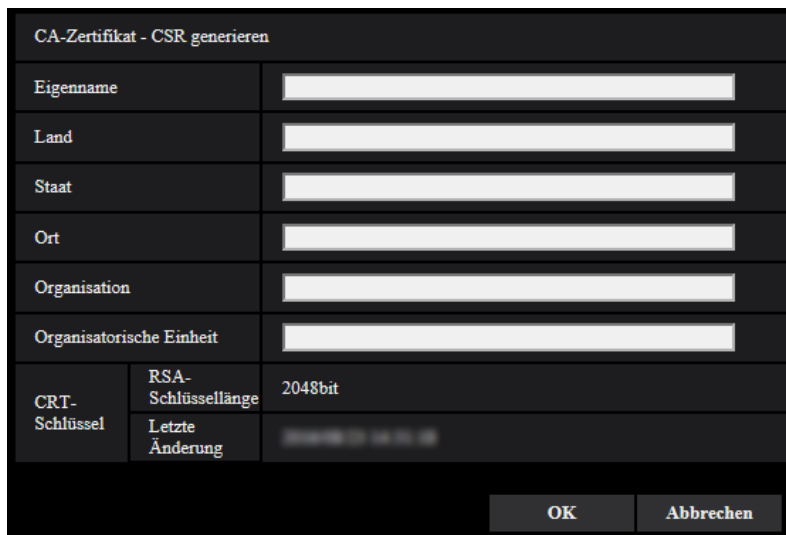 CA-Zertifikat - CSR generieren
Eigenname
Land
Staat
Ort
Organisation
Organisatorische Einheit
CRT-
Schlüssel
RSA-
Schlüssellänge
2048bit
Letzte
Änderung
OK
Abbrechen